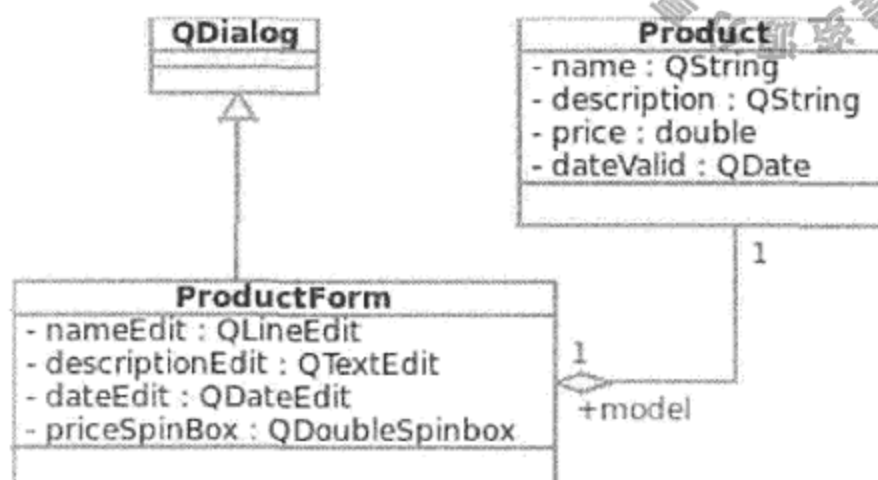 QDialog
Product
- name : QString
- description : QString
- price : double
- dateValid : QDate
1
ProductForm
- nameEdit : QLineEdit
- descriptionEdit : QTextEdit
- dateEdit : QDateEdit
- priceSpinBox : QDoubleSpinbox
1
+model